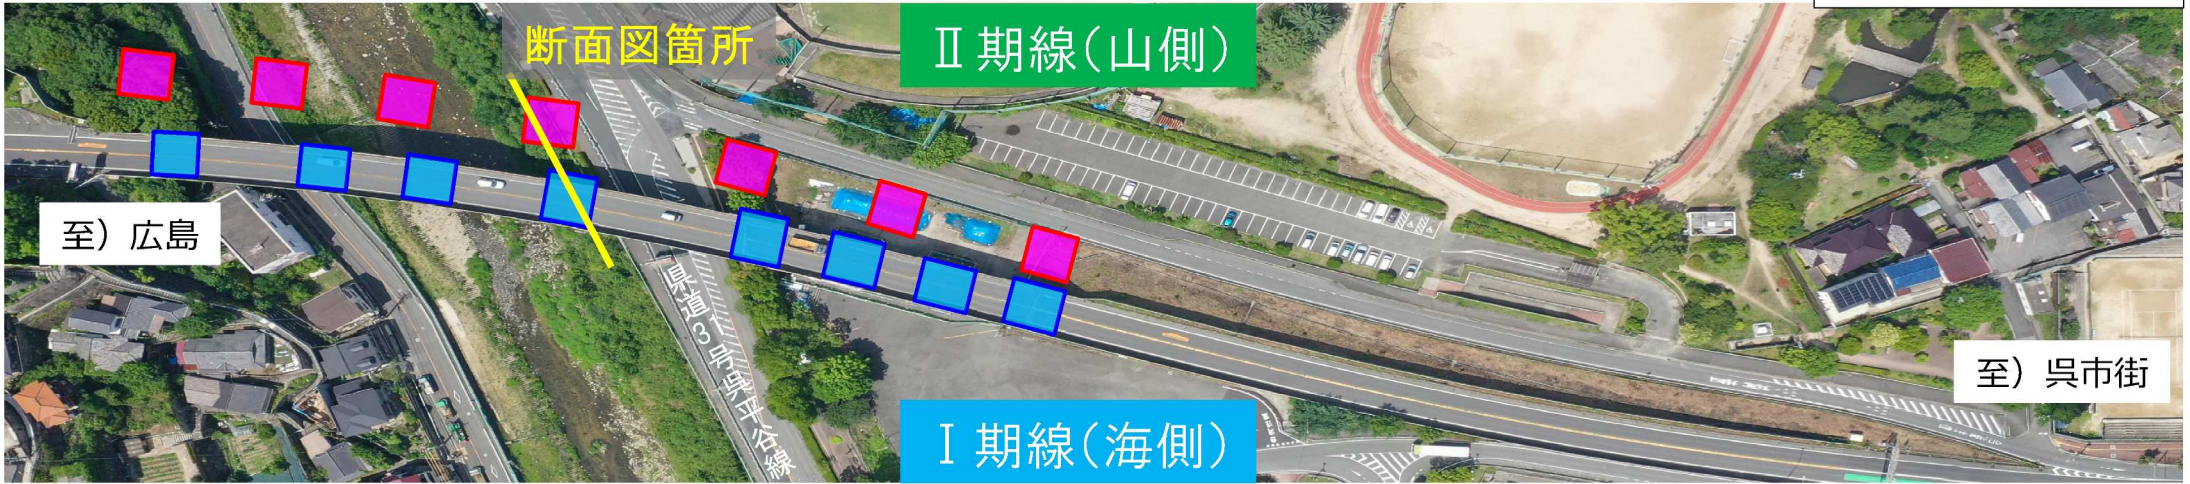 断面図箇所
Ⅱ期線(山側)
至）広島
県道31号呉平谷線
至）呉市街
Ⅰ期線(海側)